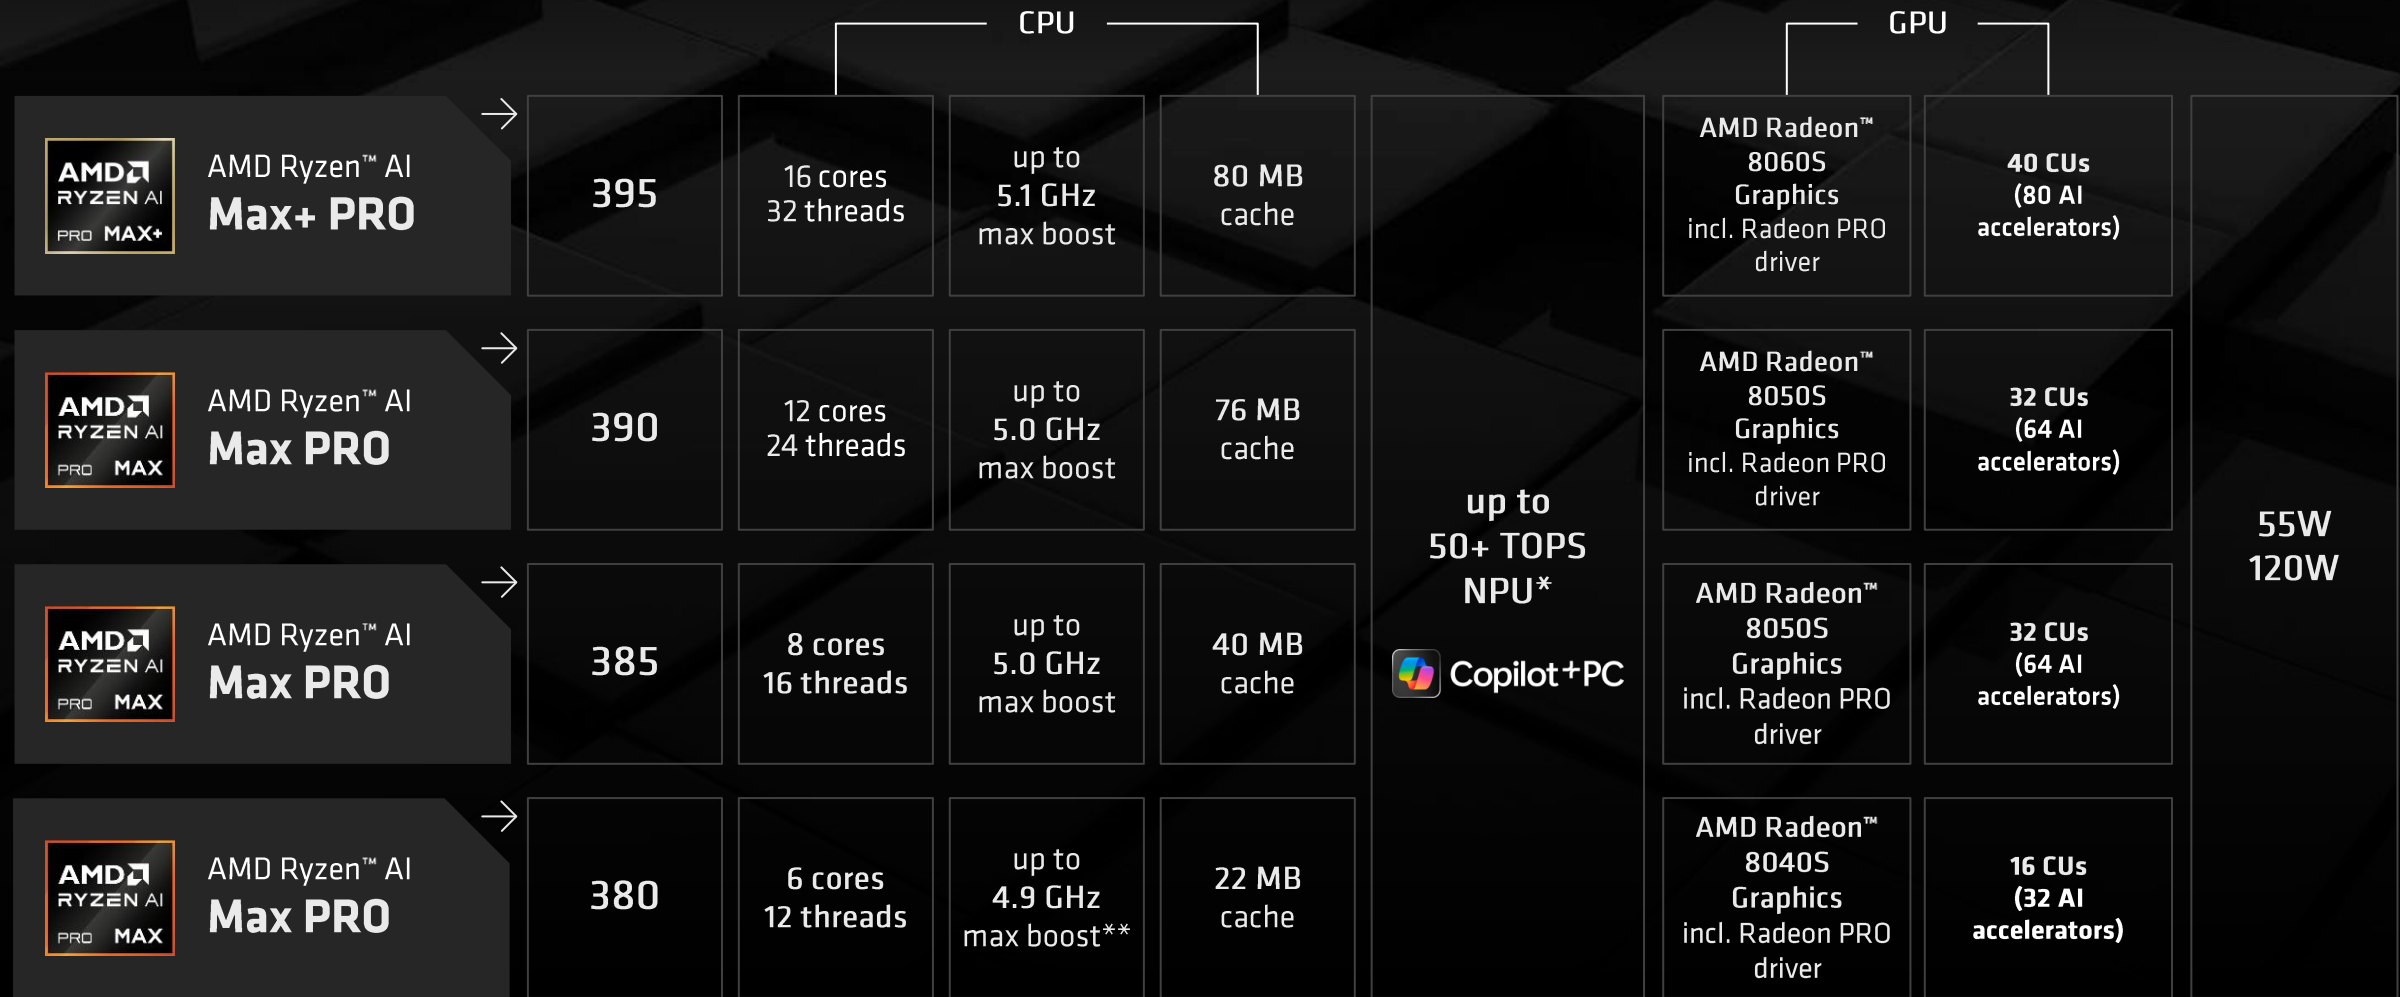 CPU
GPU
AMD
RYZEN AI
PRO MAX+
AMD Ryzen™ AI
Max+ PRO
395
16 cores
32 threads
up to
5.1 GHz
max boost
80 MB
cache
AMD Radeon™
8060S
Graphics
incl. Radeon PRO
driver
40 CUs
(80 AI
accelerators)
AMD
RYZEN AI
PRO MAX
AMD Ryzen™ AI
Max PRO
390
12 cores
24 threads
up to
5.0 GHz
max boost
76 MB
cache
AMD Radeon™
8050S
Graphics
incl. Radeon PRO
driver
32 CUs
(64 AI
accelerators)
up to
50+ TOPS
NPU*
Copilot+PC
55W
120W
AMD
RYZEN AI
PRO MAX
AMD Ryzen™ AI
Max PRO
385
8 cores
16 threads
up to
5.0 GHz
max boost
40 MB
cache
AMD Radeon™
8050S
Graphics
incl. Radeon PRO
driver
32 CUs
(64 AI
accelerators)
AMD
RYZEN AI
PRO MAX
AMD Ryzen™ AI
Max PRO
380
6 cores
12 threads
up to
4.9 GHz
max boost**
22 MB
cache
AMD Radeon™
8040S
Graphics
incl. Radeon PRO
driver
16 CUs
(32 AI
accelerators)